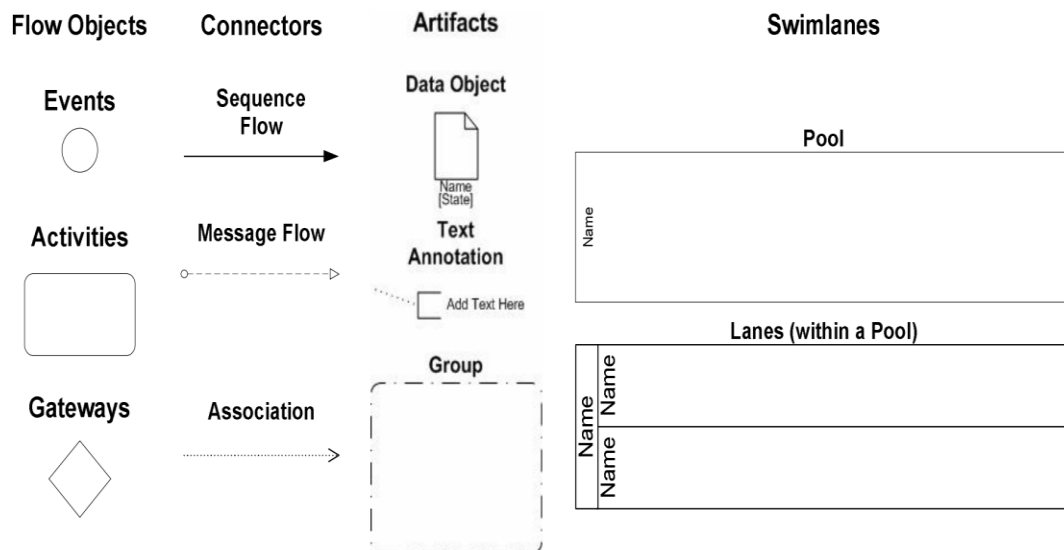 Flow Objects
Connectors
Artifacts
Swimlanes
Events
Sequence
Flow
Data Object
Name
[State]
Pool
Name
Activities
Message Flow
Text
Annotation
Add Text Here
Lanes (within a Pool)
Name
Name
Name
Group
Gateways
Association